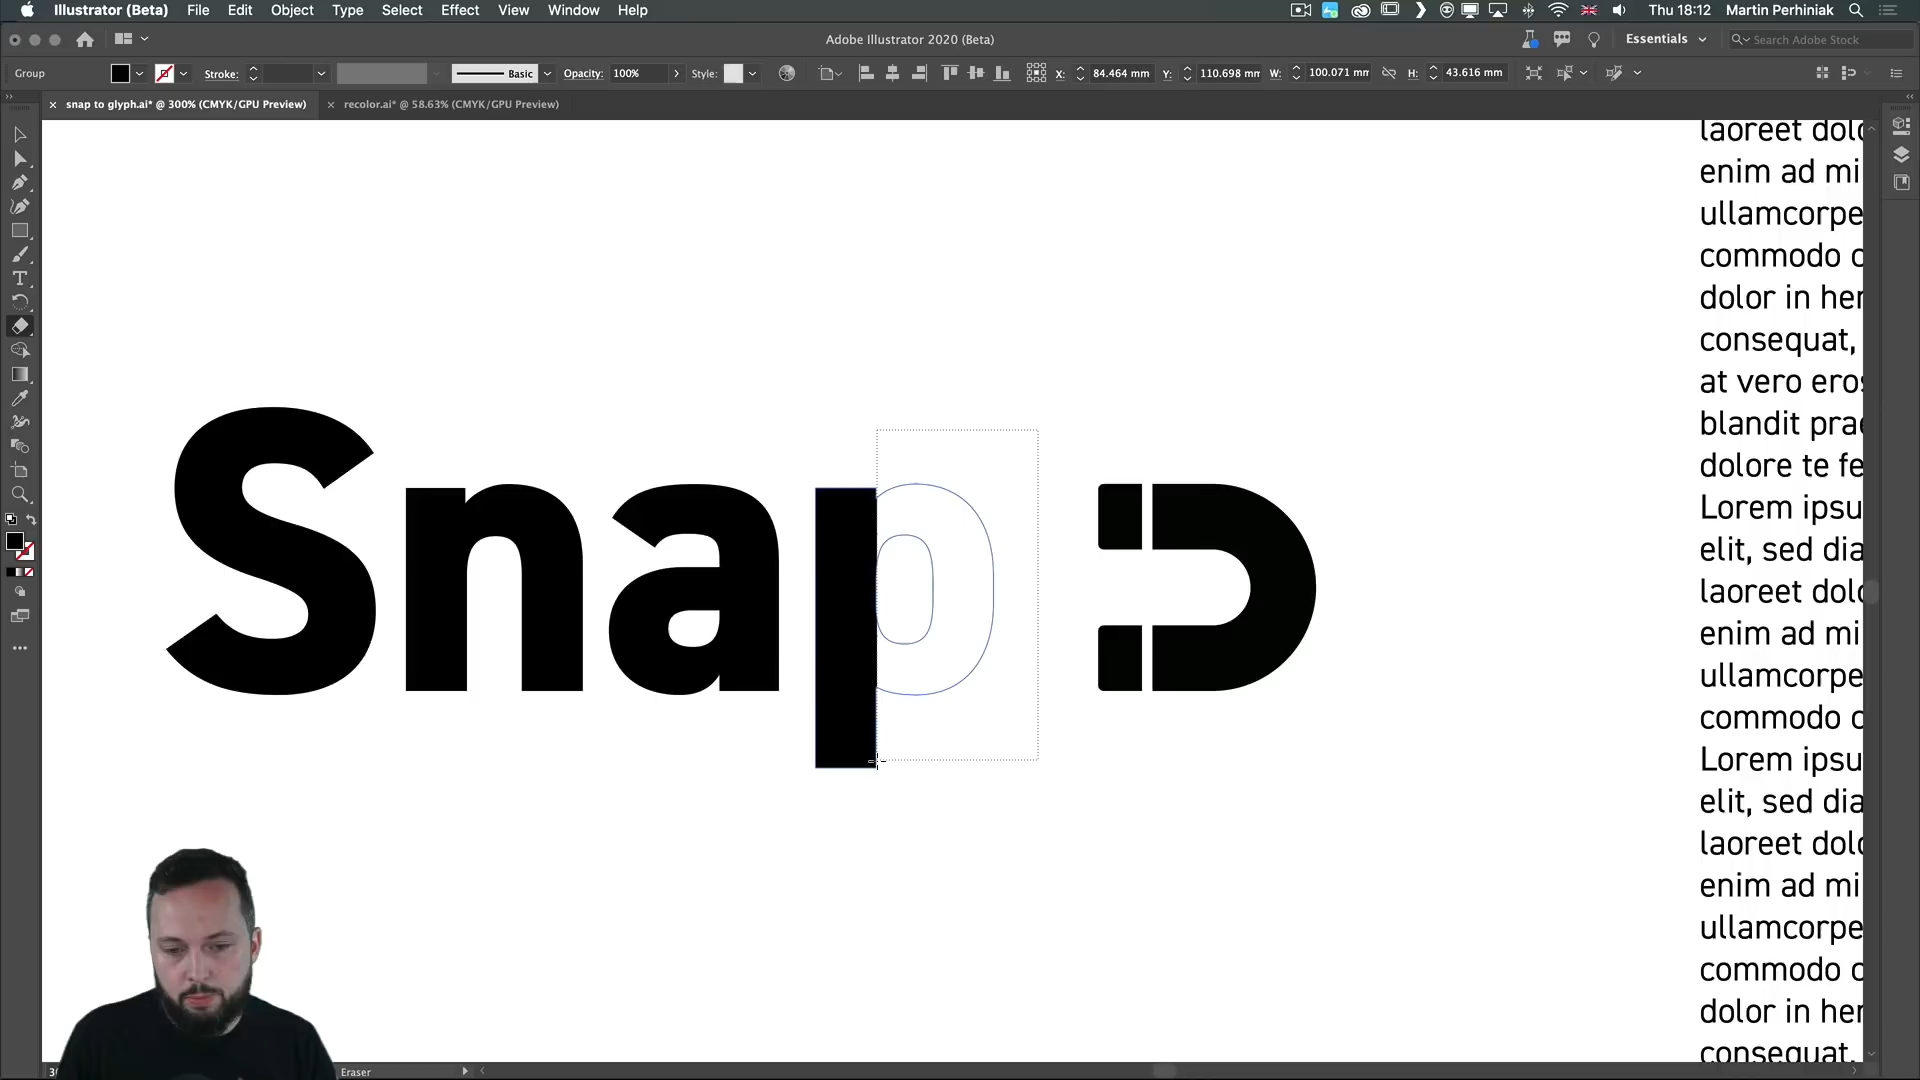 Illustrator (Beta) File Edit Object Type Select Effect View Window Help Thu 18:12 Martin Perhiniak
Adobe Illustrator 2020 (Beta) Essentials Search Adobe Stock
Group Stroke: Basic Opacity: 100% Style: X: 84.464 mm Y: 110.698 mm W: 100.071 mm H: 43.616 mm
snap to glyph.ai* @ 300% (CMYK/GPU Preview) recolor.ai* @ 58.63% (CMYK/GPU Preview)
Snap
laoreet dolo
enim ad mi
ullamcorpe
commodo c
dolor in her
consequat,
at vero eros
blandit prae
dolore te fe
Lorem ipsu
elit, sed dia
laoreet dolo
enim ad mi
ullamcorpe
commodo c
Lorem ipsu
elit, sed dia
laoreet dolo
enim ad mi
ullamcorpe
commodo c
dolor in her
consequat.
Eraser